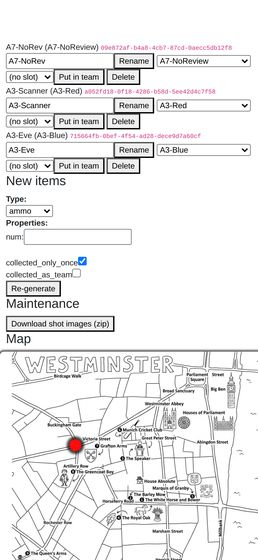 A7-NoRev (A7-NoReview) 09e872af-b4a8-4cb7-87cd-0aecc5db12f8
A7-NoRev Rename A7-NoReview
(no slot) Put in team Delete
A3-Scanner (A3-Red) a052fd18-0f18-4286-b58d-5ee42d4c7f58
A3-Scanner Rename A3-Red
(no slot) Put in team Delete
A3-Eve (A3-Blue) 715064fb-0bef-4f54-ad28-dece9d7a60cf
A3-Eve Rename A3-Blue
(no slot) Put in team Delete
New items
Type:
ammo
Properties:
num:
collected_only_once
collected_as_team
Re-generate
Maintenance
Download shot images (zip)
Map
WESTMINSTER
Birdcage Walk
Parliament Square
Big Ben
Broad Sanctuary
Westminster Abbey
Houses of Parliament
Buckingham Gate
Munich Cricket Club
Victoria Street
Great Peter Street
Abingdon Street
Grafton Arms
The Speaker
Artillery Row
The Greencoat Boy
House Absolute
Marquis of Granby
The Barley Mow
Horseferry
The White Horse and Bower
Rochester Row
The Royal Oak
Marsham Street
Millbank
The Queen's Arms